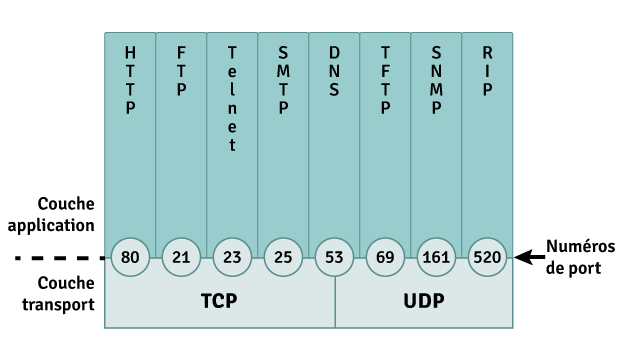 HTTP
FTP
Telnet
SMTP
DNS
TFTP
SNMP
RIP
Couche
application
80 21 23 25 53 69 161 520
Numéros
de port
Couche
transport
TCP UDP